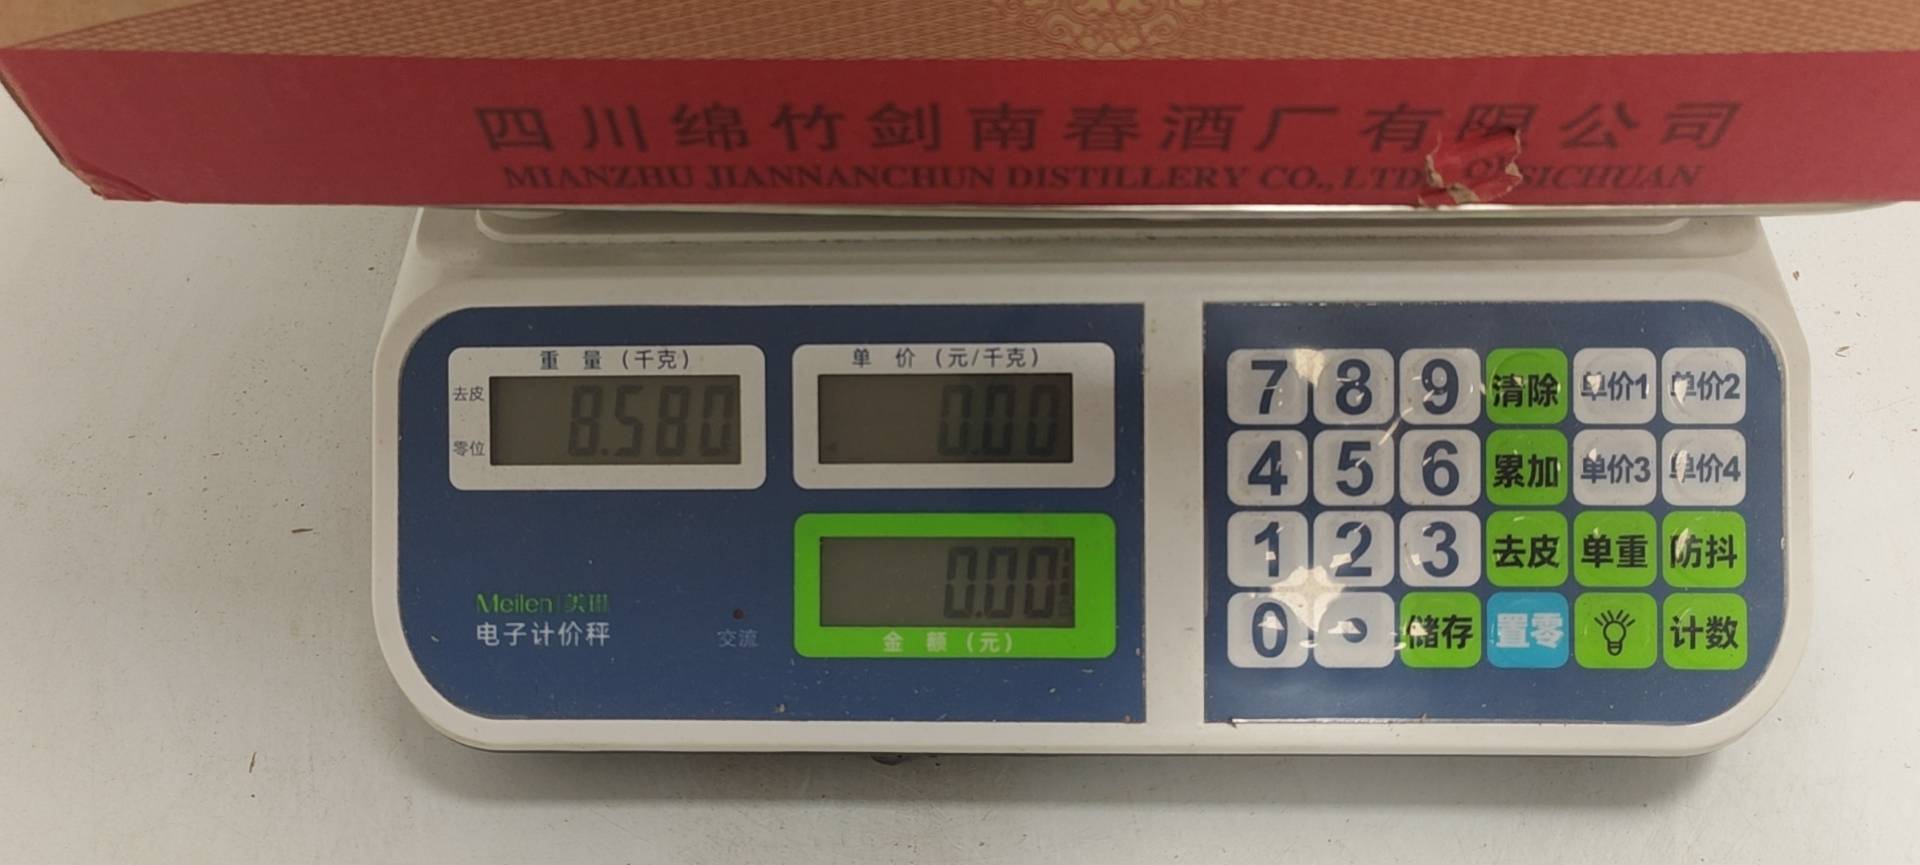 四川绵竹剑南春酒厂有限公司
MIANZHU JIANNANCHUN DISTILLERY CO., LTD. OF SICHUAN
重 量 (千克)
去皮
零位
8.580
单 价 (元/千克)
0.00
0.00
金 额 (元)
Meilen 美琳
电子计价秤
交流
7 8 9 清除 单价1 单价2
4 5 6 累加 单价3 单价4
1 2 3 去皮 单重 防抖
0 . 储存 置零 计数